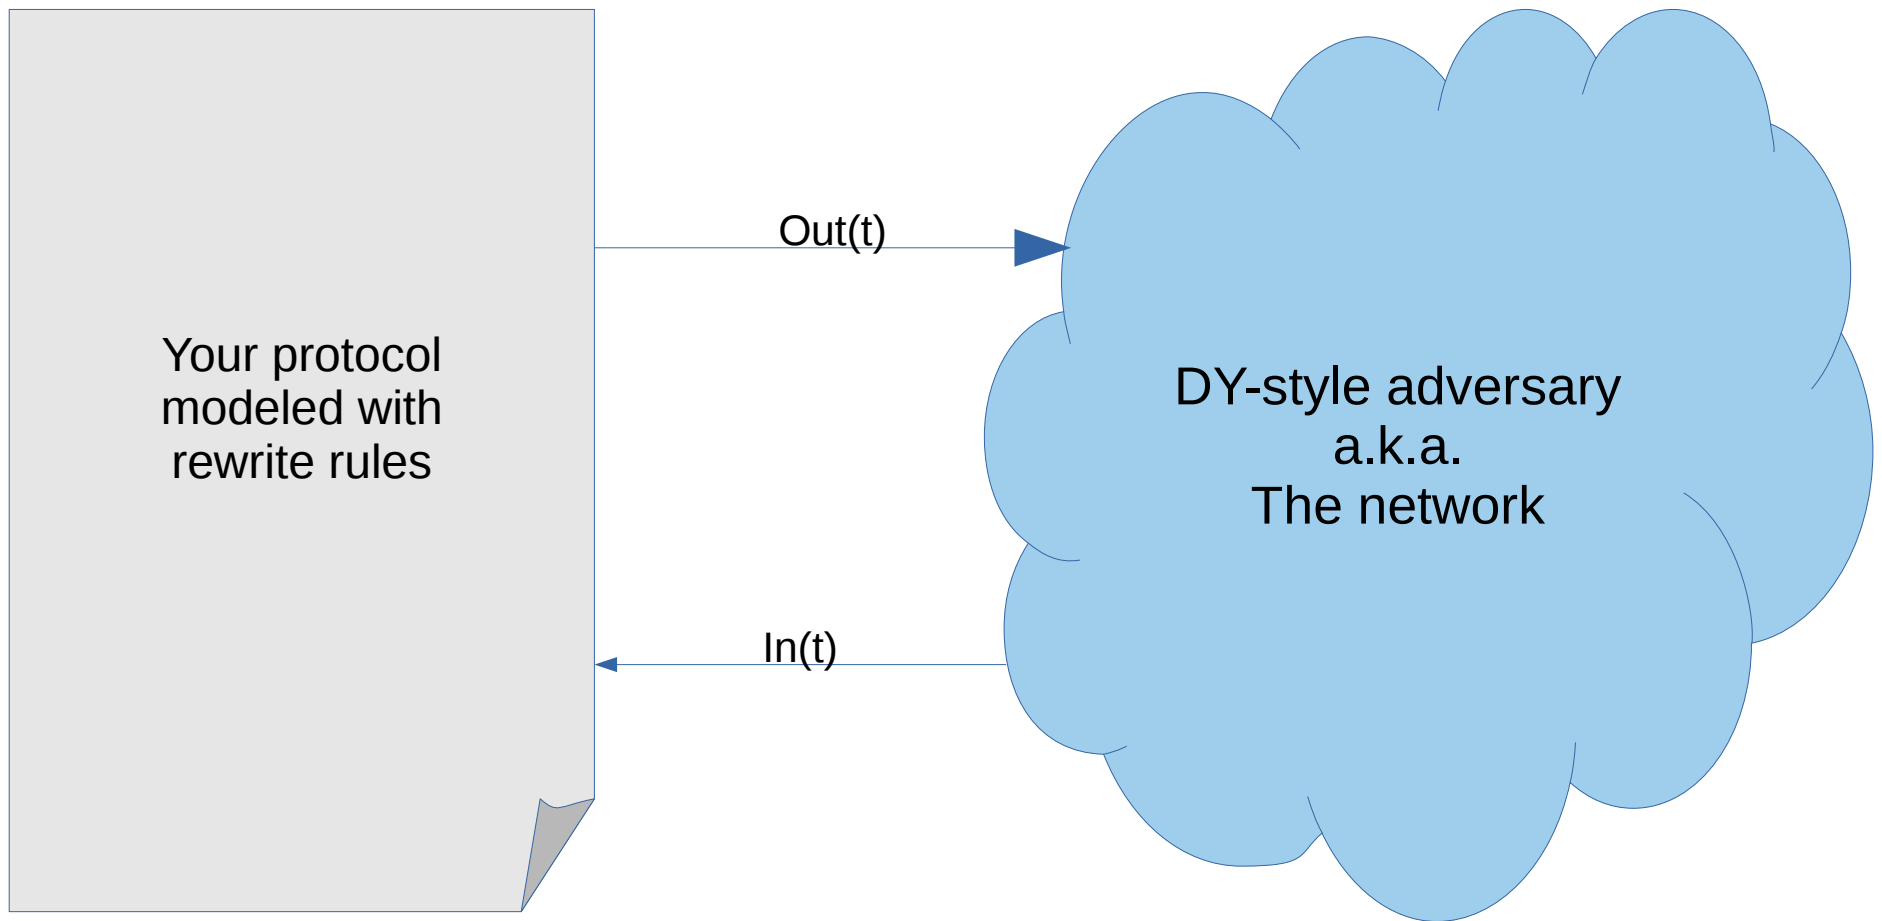 Your protocol
modeled with
rewrite rules
Out(t)
In(t)
DY-style adversary
a.k.a.
The network